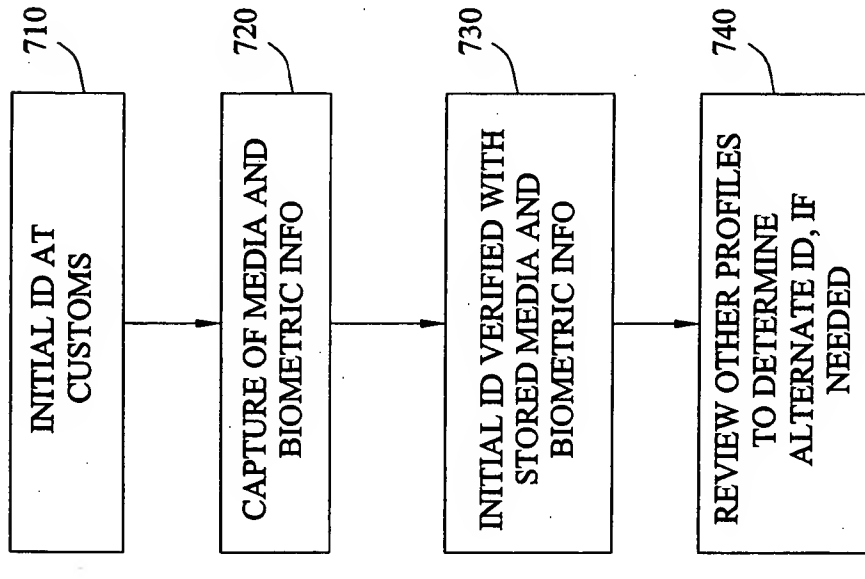 710
INITIAL ID AT
CUSTOMS
720
CAPTURE OF MEDIA AND
BIOMETRIC INFO
730
INITIAL ID VERIFIED WITH
STORED MEDIA AND
BIOMETRIC INFO
740
REVIEW OTHER PROFILES
TO DETERMINE
ALTERNATE ID, IF
NEEDED